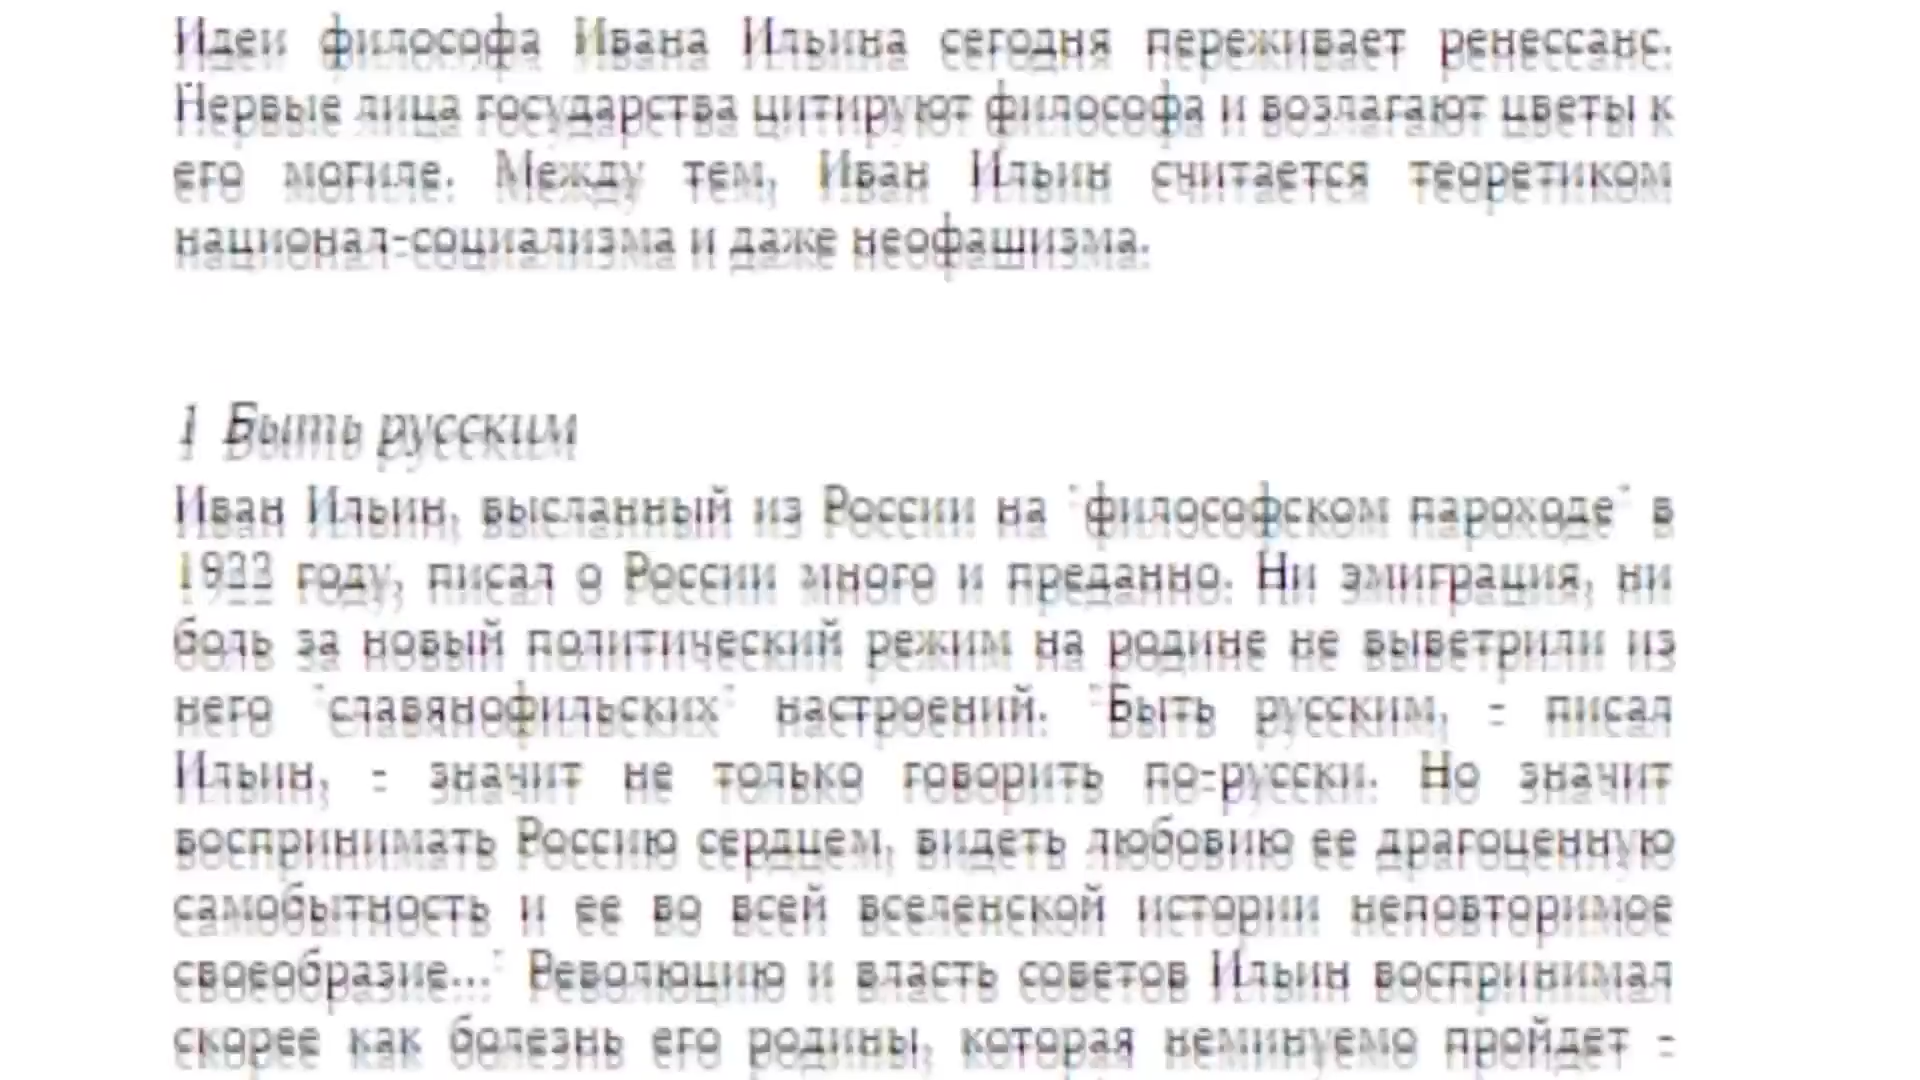 Идеи философа Ивана Ильина сегодня переживает ренессанс.
Первые лица государства цитируют философа и возлагают цветы к
его могиле. Между тем, Иван Ильин считается теоретиком
национал-социализма и даже неофашизма.
1 Быть русским
Иван Ильин, высланный из России на "философском пароходе" в
1922 году, писал о России много и преданно. Ни эмиграция, ни
боль за новый политический режим на родине не выветрили из
него "славянофильских" настроений. "Быть русским, - писал
Ильин, - значит не только говорить по-русски. Но значит
воспринимать Россию сердцем, видеть любовию ее драгоценную
самобытность и ее во всей вселенской истории неповторимое
своеобразие..." Революцию и власть советов Ильин воспринимал
скорее как болезнь его родины, которая неминуемо пройдет -